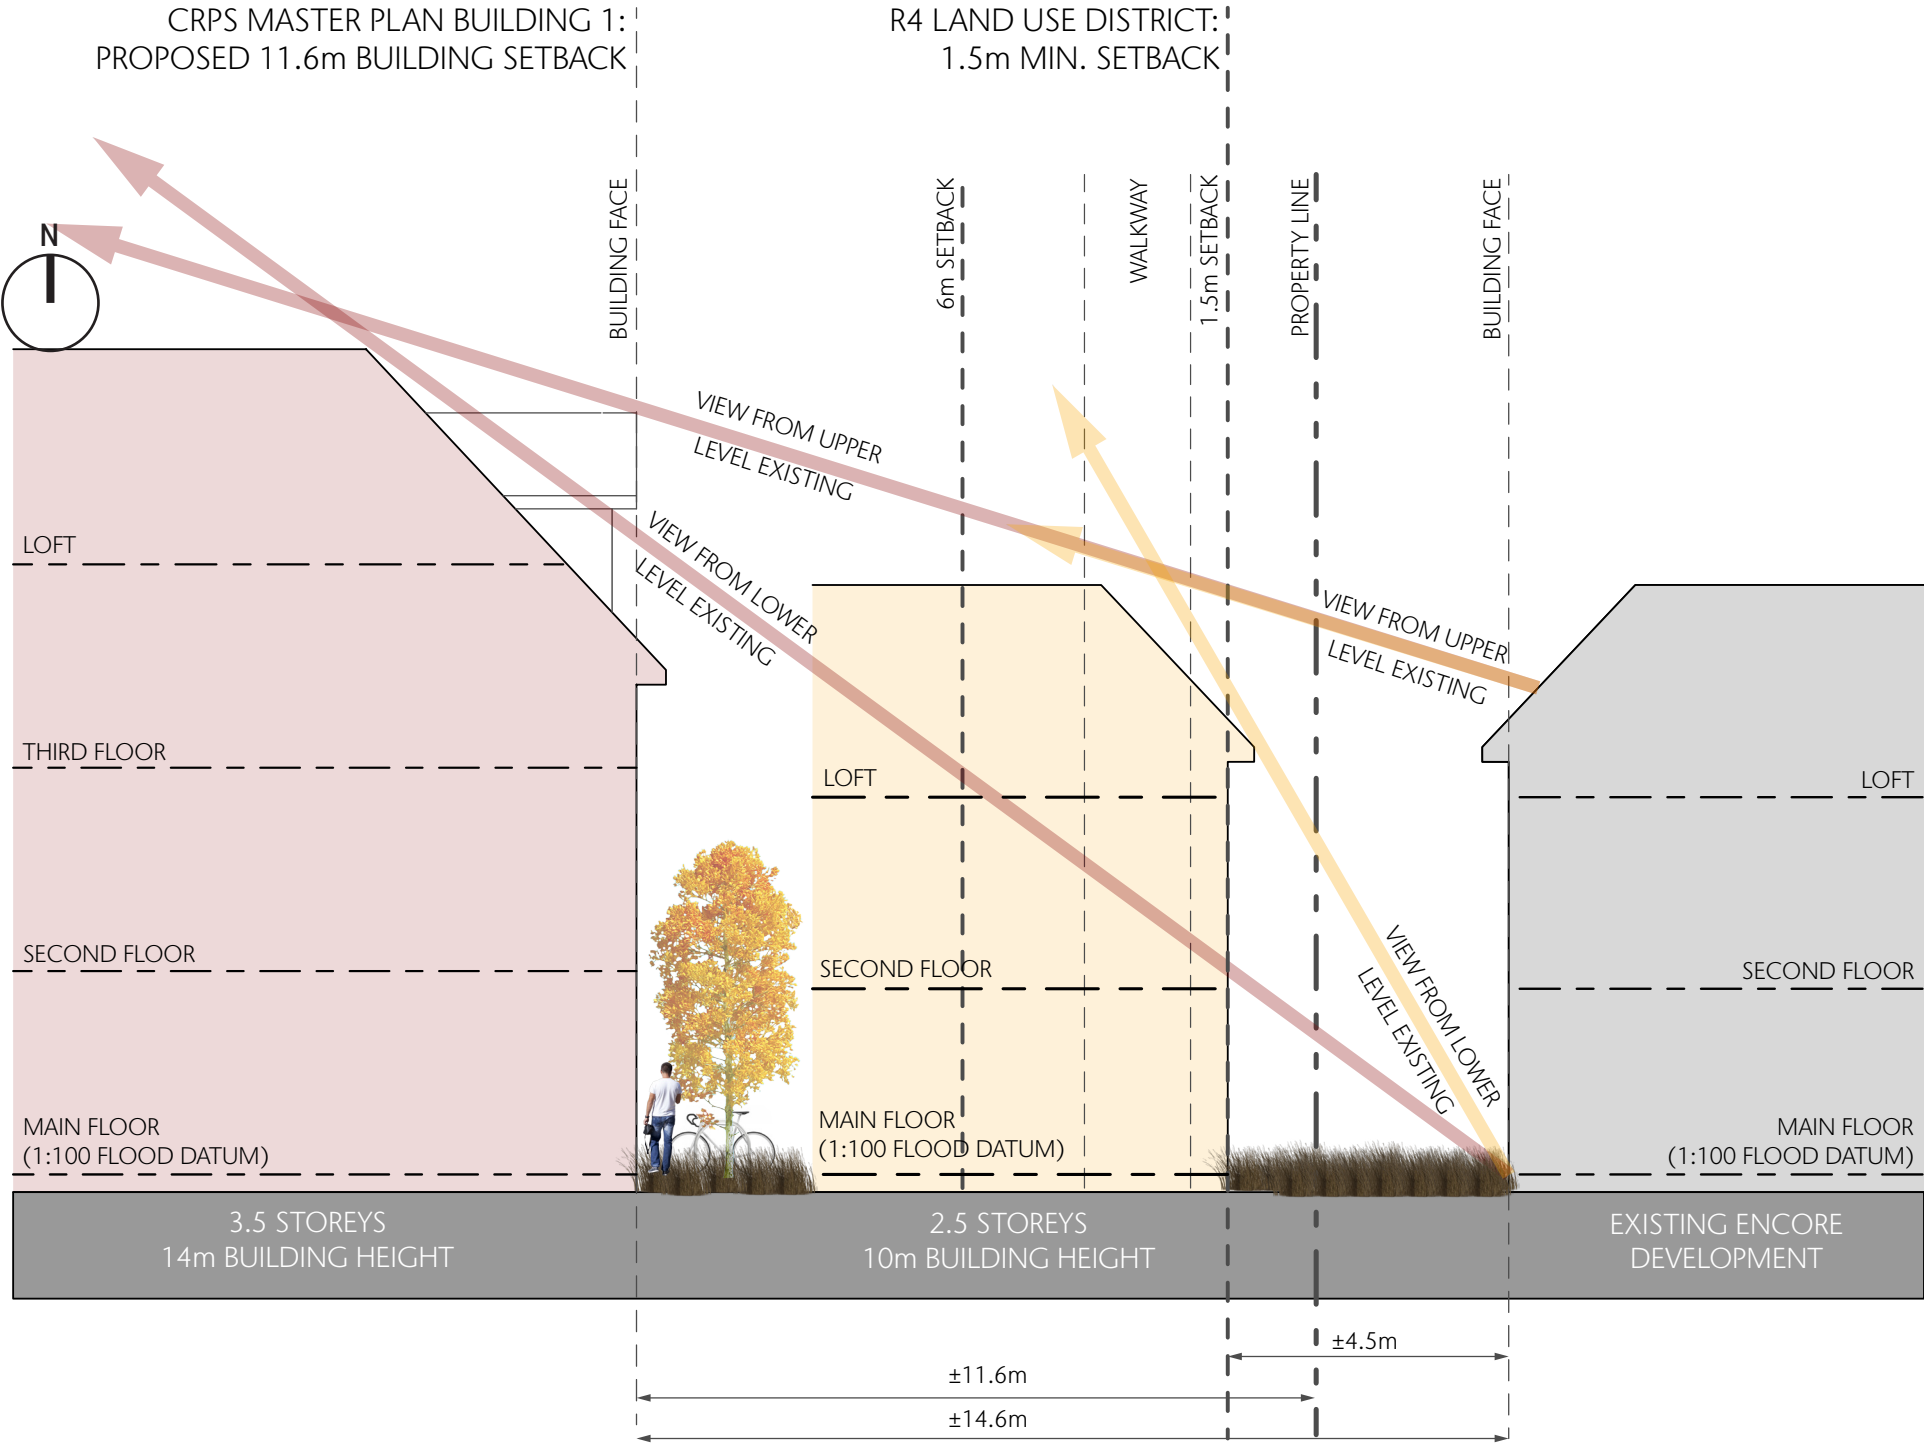 CRPS MASTER PLAN BUILDING 1:
PROPOSED 11.6m BUILDING SETBACK
R4 LAND USE DISTRICT:
1.5m MIN. SETBACK
N
BUILDING FACE
6m SETBACK
WALKWAY
1.5m SETBACK
PROPERTY LINE
BUILDING FACE
VIEW FROM UPPER
LEVEL EXISTING
VIEW FROM LOWER
LEVEL EXISTING
VIEW FROM UPPER
LEVEL EXISTING
VIEW FROM LOWER
LEVEL EXISTING
LOFT
THIRD FLOOR
SECOND FLOOR
MAIN FLOOR
(1:100 FLOOD DATUM)
LOFT
SECOND FLOOR
MAIN FLOOR
(1:100 FLOOD DATUM)
LOFT
SECOND FLOOR
MAIN FLOOR
(1:100 FLOOD DATUM)
3.5 STOREYS
14m BUILDING HEIGHT
2.5 STOREYS
10m BUILDING HEIGHT
EXISTING ENCORE
DEVELOPMENT
±4.5m
±11.6m
±14.6m